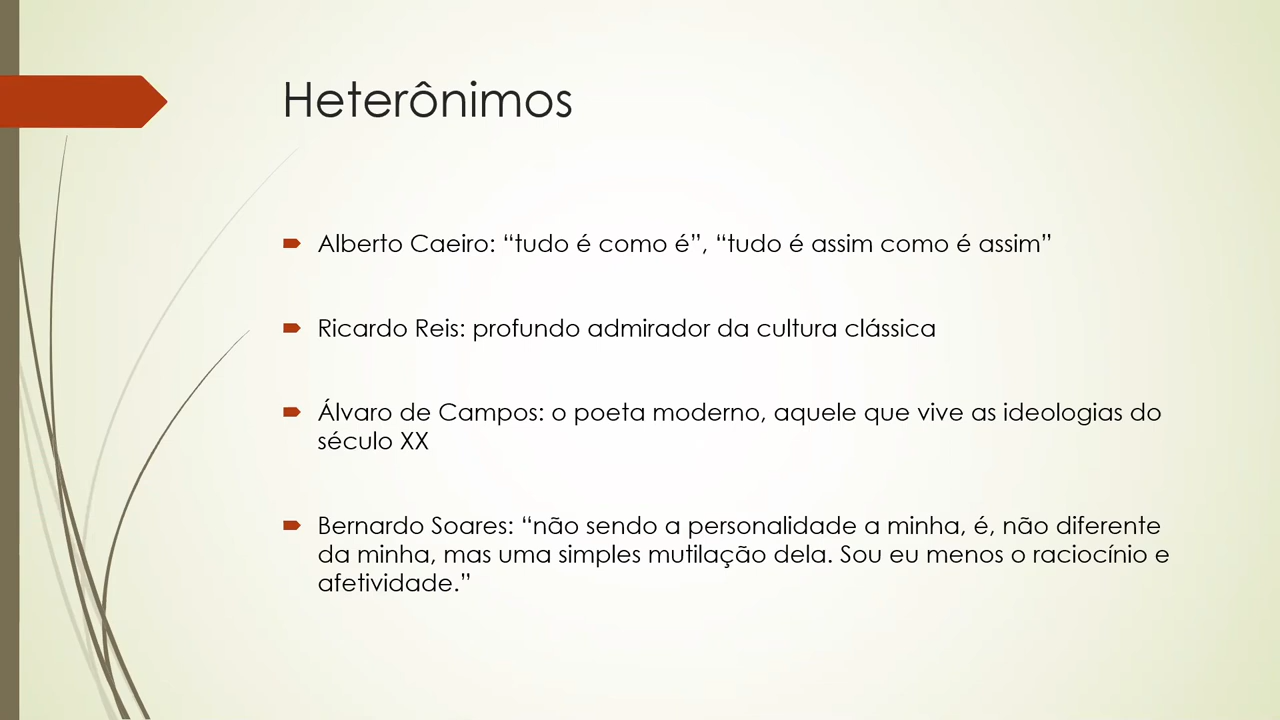 Heterônimos
Alberto Caeiro: “tudo é como é”, “tudo é assim como é assim”
Ricardo Reis: profundo admirador da cultura clássica
Álvaro de Campos: o poeta moderno, aquele que vive as ideologias do
século XX
Bernardo Soares: “não sendo a personalidade a minha, é, não diferente
da minha, mas uma simples mutilação dela. Sou eu menos o raciocínio e
afetividade.”